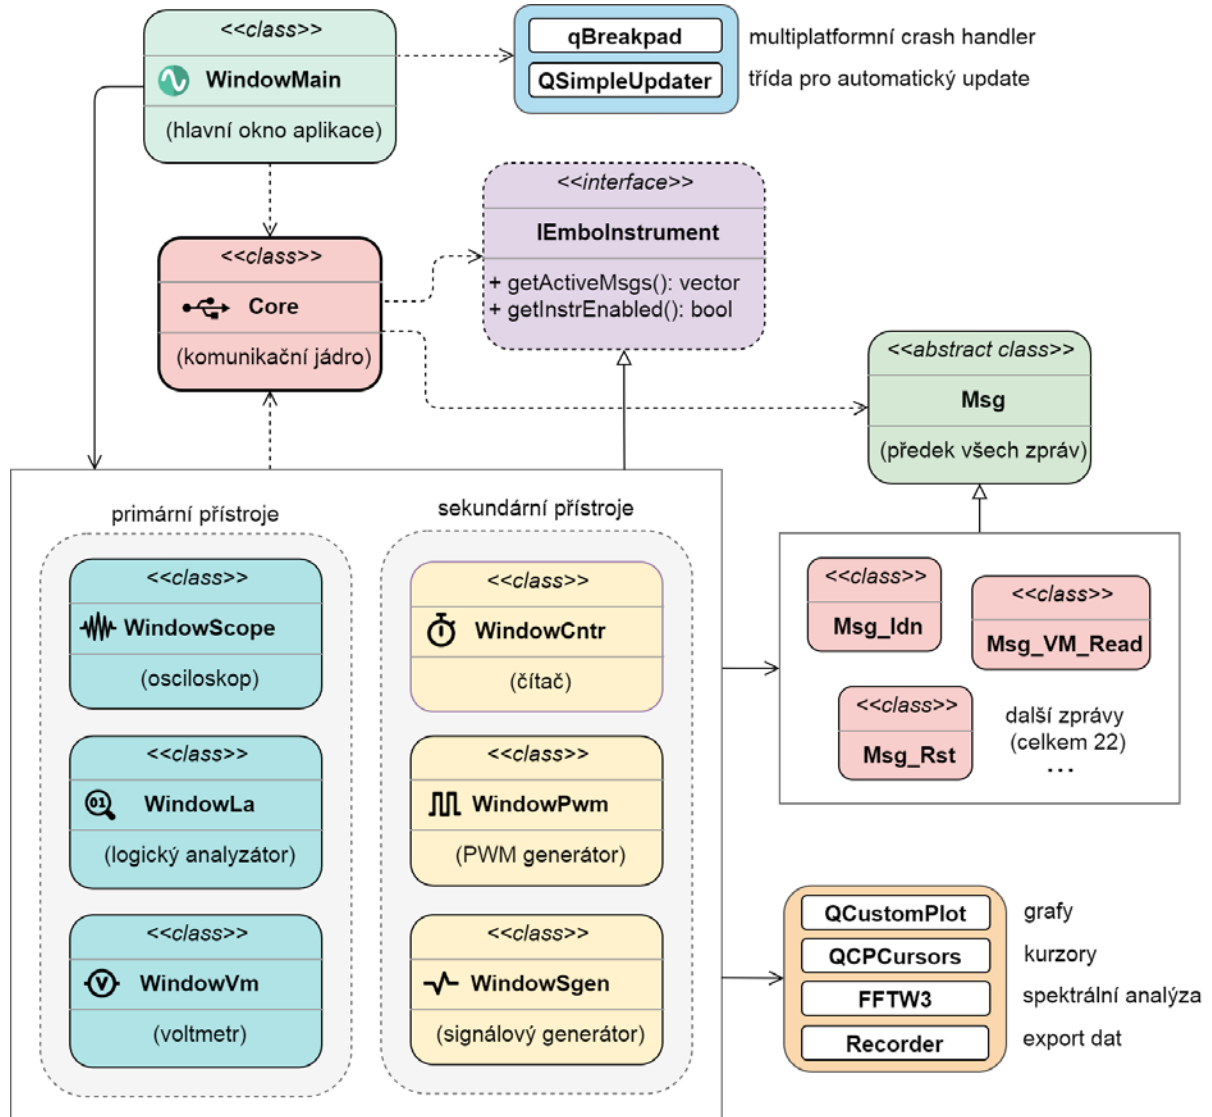 <<class>>
WindowMain
(hlavní okno aplikace)
qBreakpad
multiplatformní crash handler
QSimpleUpdater
třída pro automatický update
<<interface>>
IEmboInstrument
+ getActiveMsgs(): vector
+ getInstrEnabled(): bool
<<class>>
Core
(komunikační jádro)
<<abstract class>>
Msg
(předek všech zpráv)
primární přístroje
<<class>>
WindowScope
(osciloskop)
<<class>>
01
WindowLa
(logický analyzátor)
<<class>>
V
WindowVm
(voltmetr)
sekundární přístroje
<<class>>
WindowCntr
(čítač)
<<class>>
WindowPwm
(PWM generátor)
<<class>>
WindowSgen
(signálový generátor)
<<class>>
Msg_Idn
<<class>>
Msg_VM_Read
<<class>>
Msg_Rst
další zprávy
(celkem 22)
...
QCustomPlot
grafy
QCPCursors
kurzory
FFTW3
spektrální analýza
Recorder
export dat